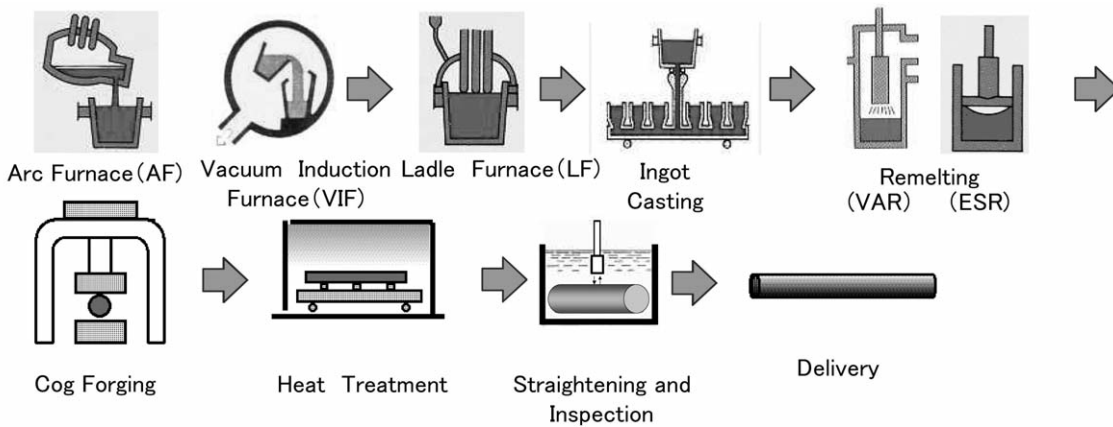 Arc Furnace(AF)
Vacuum Induction
Furnace(VIF)
Ladle Furnace(LF)
Ingot
Casting
Remelting
(VAR) (ESR)
Cog Forging
Heat Treatment
Straightening and
Inspection
Delivery